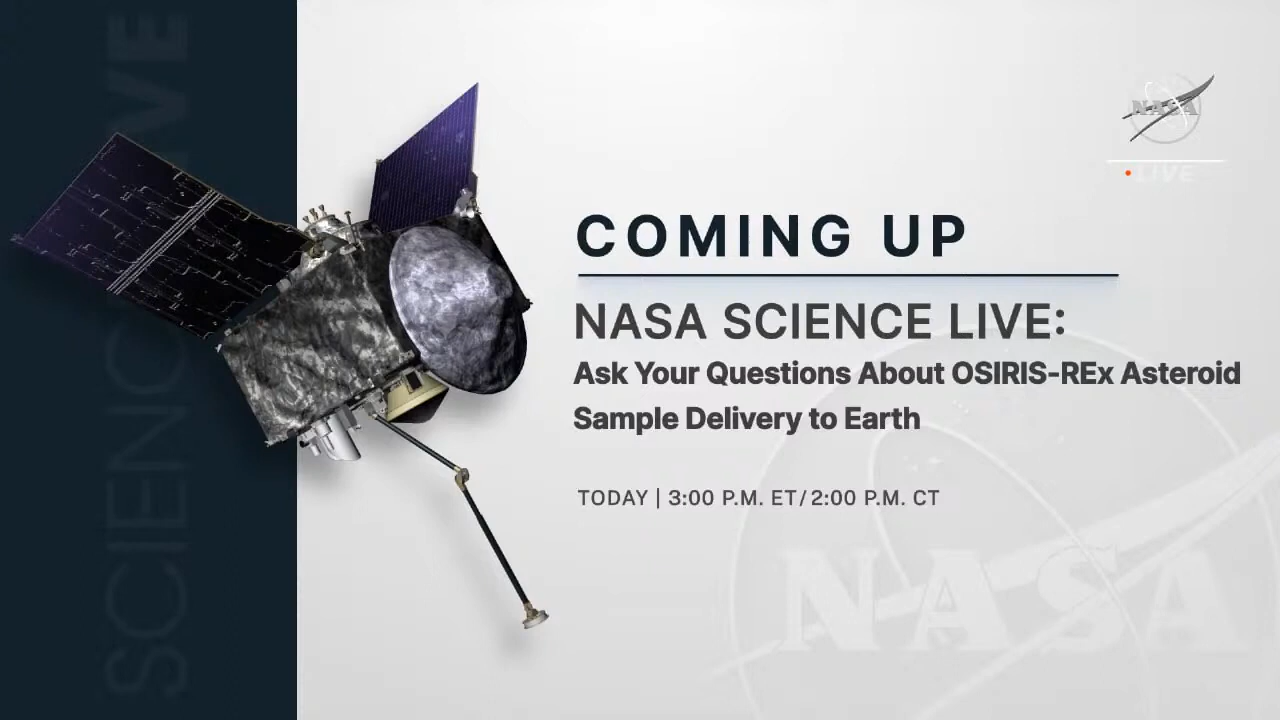 SCIENCE LIVE
NASA
LIVE
COMING UP
NASA SCIENCE LIVE:
Ask Your Questions About OSIRIS-REx Asteroid
Sample Delivery to Earth
TODAY | 3:00 P.M. ET/2:00 P.M. CT
NASA